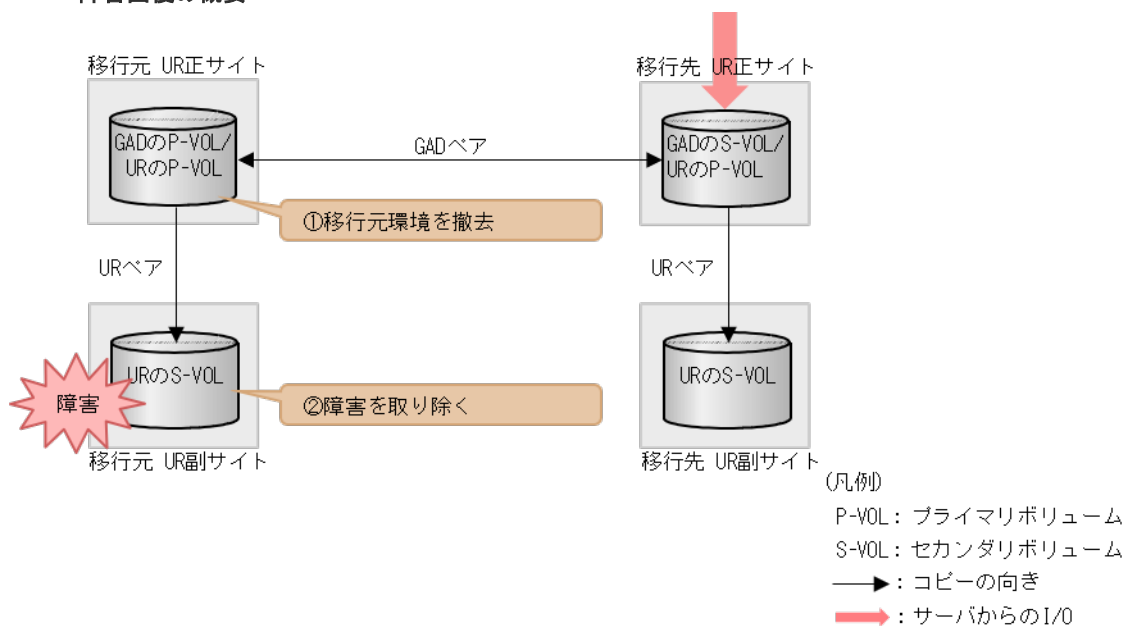 移行元 UR正サイト
移行先 UR正サイト
GADのP-VOL/
URのP-VOL
GADペア
GADのS-VOL/
URのP-VOL
①移行元環境を撤去
URペア
URペア
URのS-VOL
障害
②障害を取り除く
URのS-VOL
移行元 UR副サイト
移行先 UR副サイト
(凡例)
P-VOL：プライマリボリューム
S-VOL：セカンダリボリューム
：コピーの向き
：サーバからのI/O